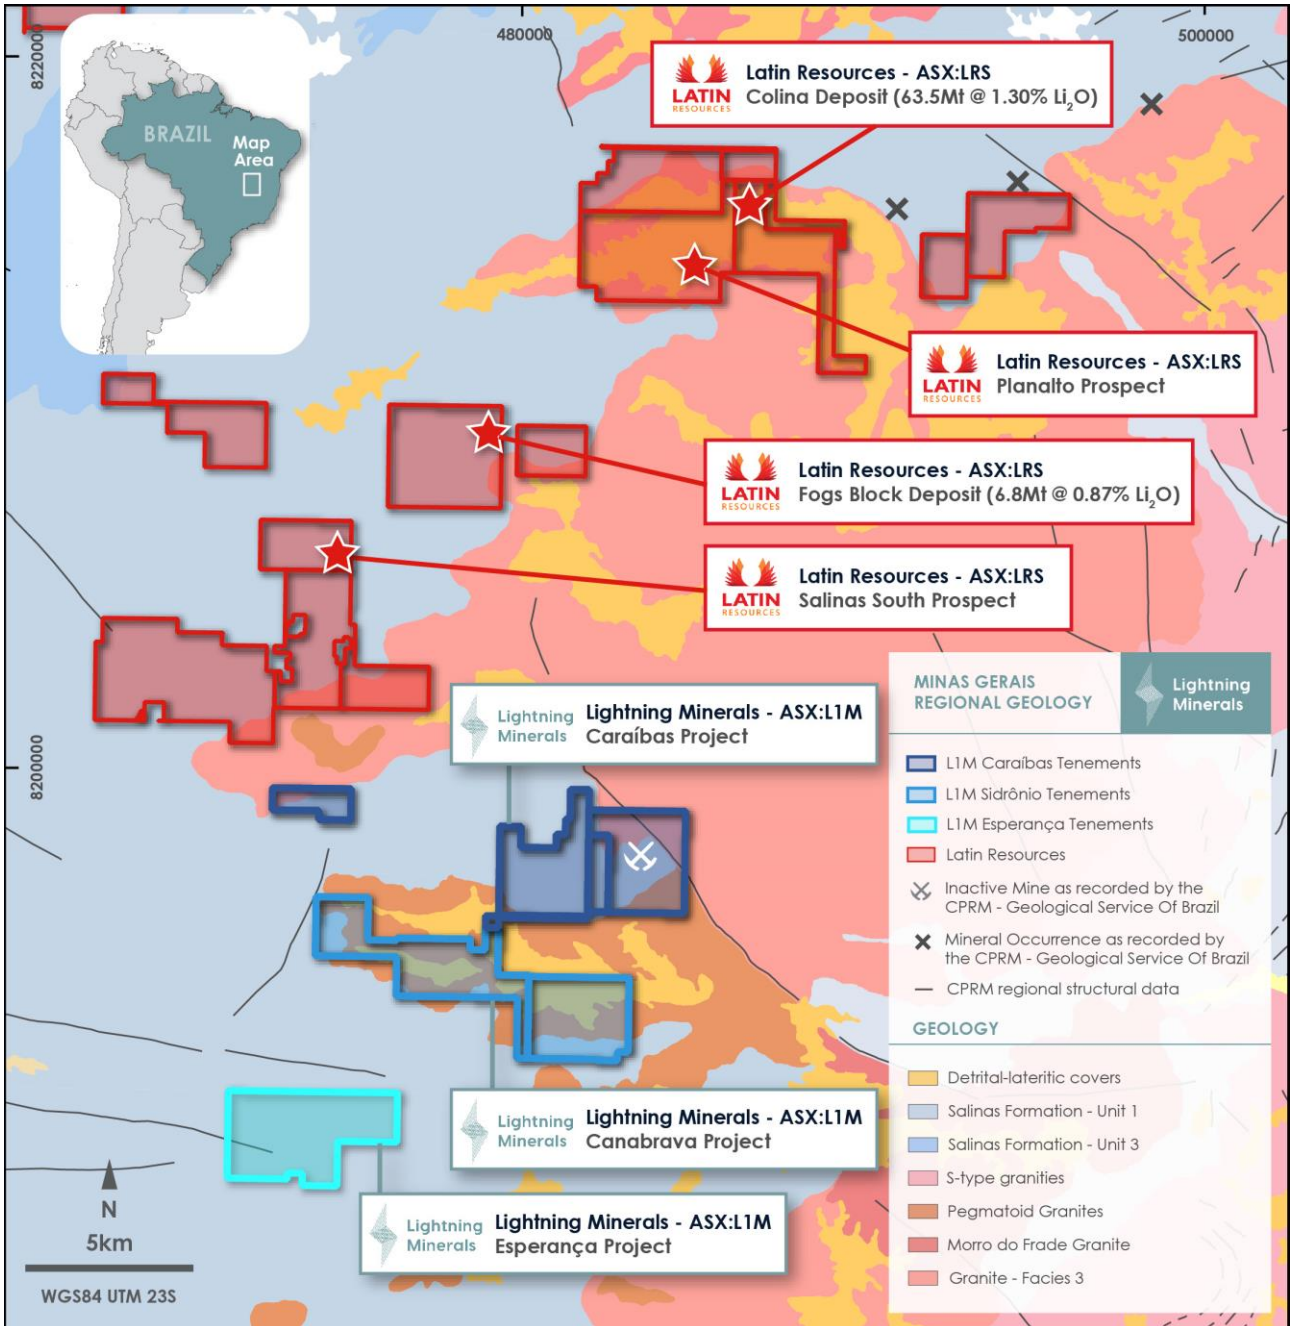 480000
500000
8220000
8200000
BRAZIL
Map
Area
LATIN
RESOURCES
Latin Resources - ASX:LRS
Colina Deposit (63.5Mt @ 1.30% Li₂O)
LATIN
RESOURCES
Latin Resources - ASX:LRS
Planalto Prospect
LATIN
RESOURCES
Latin Resources - ASX:LRS
Fogs Block Deposit (6.8Mt @ 0.87% Li₂O)
LATIN
RESOURCES
Latin Resources - ASX:LRS
Salinas South Prospect
Lightning
Minerals
Lightning Minerals - ASX:L1M
Caraíbas Project
Lightning
Minerals
Lightning Minerals - ASX:L1M
Canabrava Project
Lightning
Minerals
Lightning Minerals - ASX:L1M
Esperança Project
MINAS GERAIS
REGIONAL GEOLOGY
Lightning
Minerals
L1M Caraíbas Tenements
L1M Sidrônio Tenements
L1M Esperança Tenements
Latin Resources
Inactive Mine as recorded by the
CPRM - Geological Service Of Brazil
Mineral Occurrence as recorded by
the CPRM - Geological Service Of Brazil
CPRM regional structural data
GEOLOGY
Detrital-lateritic covers
Salinas Formation - Unit 1
Salinas Formation - Unit 3
S-type granities
Pegmatoid Granites
Morro do Frade Granite
Granite - Facies 3
N
5km
WGS84 UTM 23S